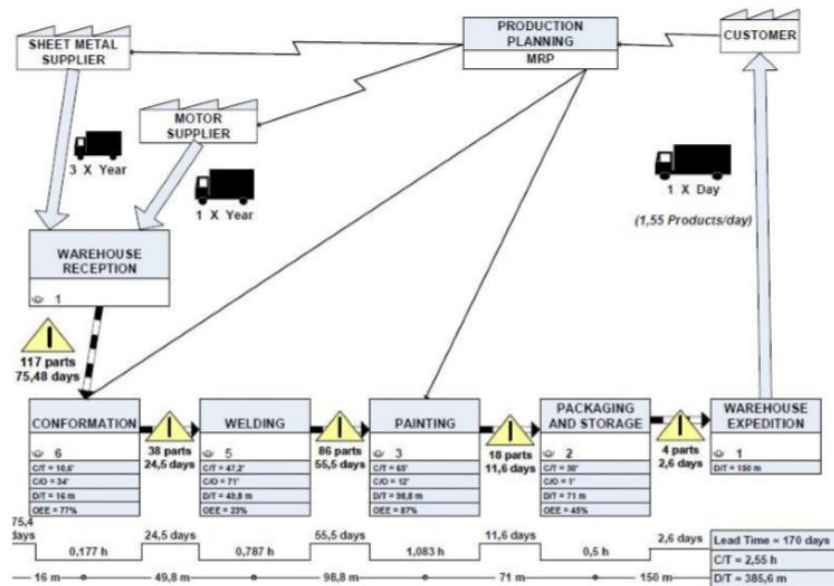 SHEET METAL
SUPPLIER
PRODUCTION
PLANNING
MRP
CUSTOMER
MOTOR
SUPPLIER
3 X Year
1 X Year
1 X Day
(1,55 Products/day)
WAREHOUSE
RECEPTION
1
117 parts
75,48 days
CONFORMATION
6
C/T = 10,6'
C/O = 34'
D/T = 16 m
OEE = 77%
38 parts
24,5 days
WELDING
5
C/T = 47,2'
C/O = 71'
D/T = 49,8 m
OEE = 23%
86 parts
55,5 days
PAINTING
3
C/T = 65'
C/O = 12'
D/T = 98,8 m
OEE = 87%
18 parts
11,6 days
PACKAGING
AND STORAGE
2
C/T = 30'
C/O = 1'
D/T = 71 m
OEE = 45%
4 parts
2,6 days
WAREHOUSE
EXPEDITION
1
D/T = 150 m
75,4
days
24,5 days
55,5 days
11,6 days
2,6 days
0,177 h
0,787 h
1,083 h
0,5 h
16 m
49,8 m
98,8 m
71 m
150 m
Lead Time = 170 days
C/T = 2,55 h
D/T = 385,6 m